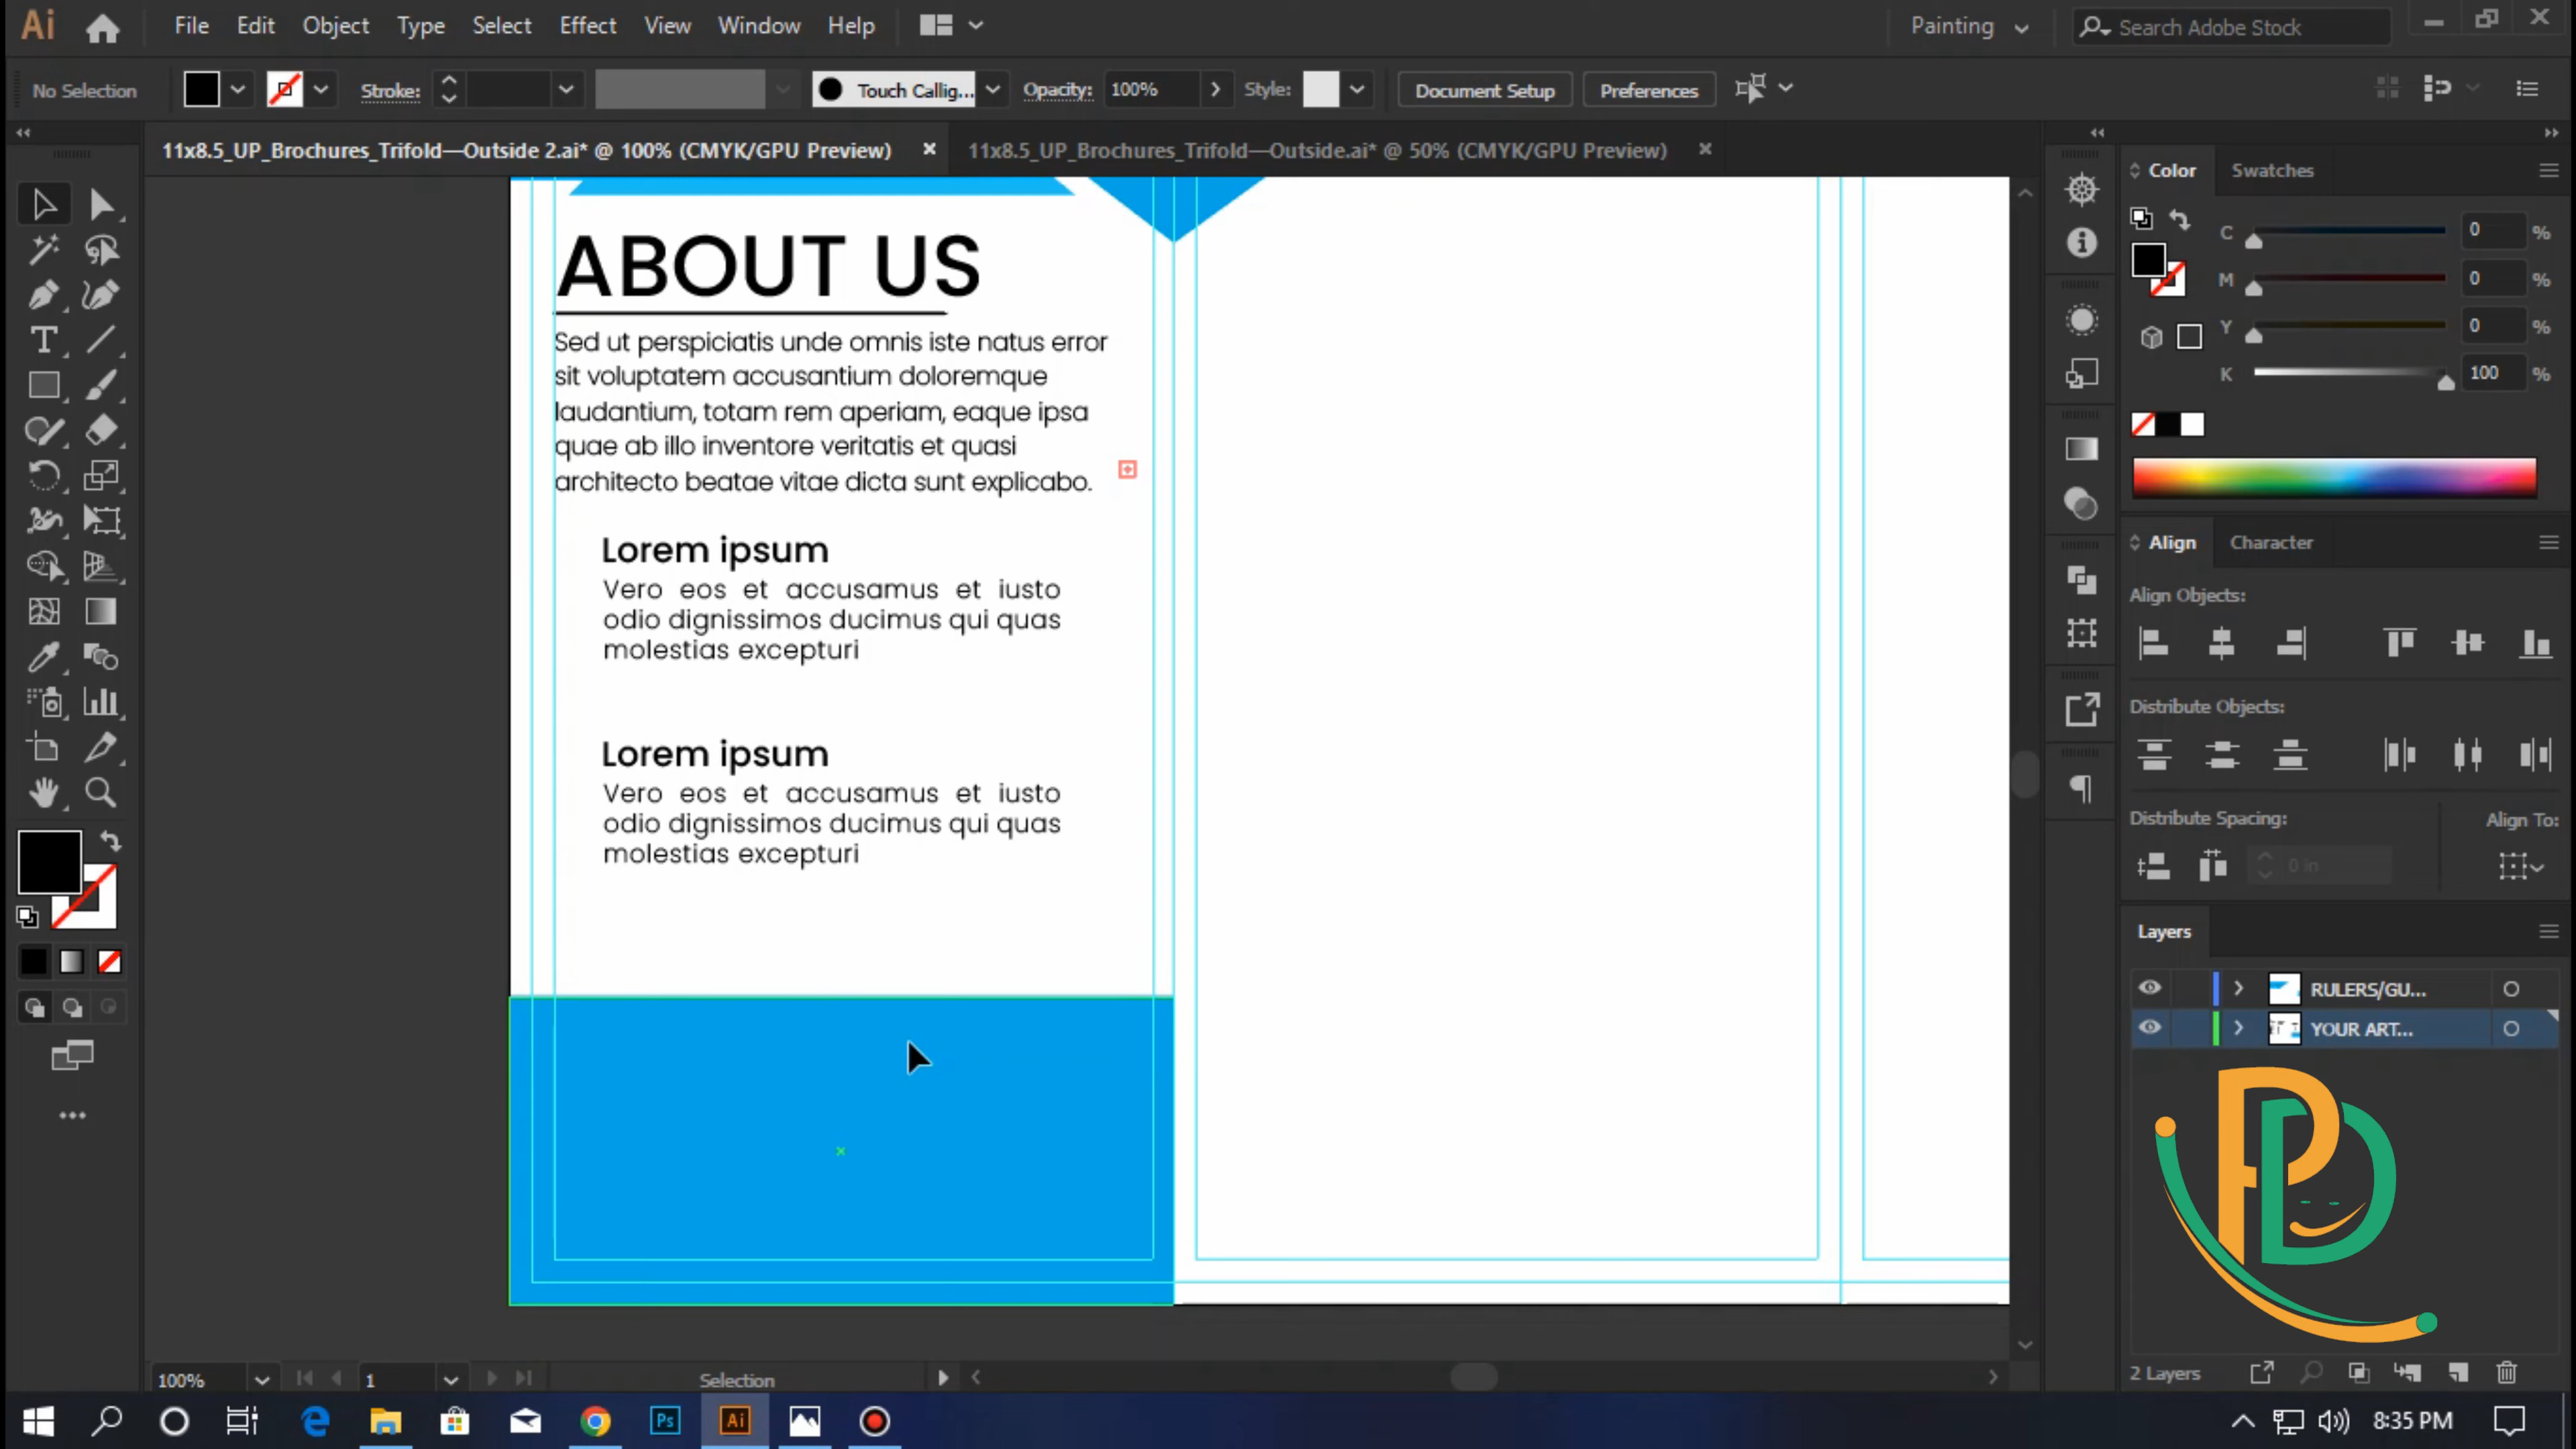 Ai File Edit Object Type Select Effect View Window Help Painting Search Adobe Stock
No Selection Stroke: Touch Callig... Opacity: 100% Style: Document Setup Preferences
11x8.5_UP_Brochures_Trifold—Outside 2.ai* @ 100% (CMYK/GPU Preview) × 11x8.5_UP_Brochures_Trifold—Outside.ai* @ 50% (CMYK/GPU Preview) ×
Color Swatches
C 0 %
M 0 %
Y 0 %
K 100 %
ABOUT US
Sed ut perspiciatis unde omnis iste natus error
sit voluptatem accusantium doloremque
laudantium, totam rem aperiam, eaque ipsa
quae ab illo inventore veritatis et quasi
architecto beatae vitae dicta sunt explicabo.
Lorem ipsum
Vero eos et accusamus et iusto
odio dignissimos ducimus qui quas
molestias excepturi
Lorem ipsum
Vero eos et accusamus et iusto
odio dignissimos ducimus qui quas
molestias excepturi
Align Character
Align Objects:
Distribute Objects:
Distribute Spacing: Align To:
0 in
Layers
RULERS/GU...
YOUR ART...
PD
2 Layers
100% 1 Selection
Ps Ai 8:35 PM